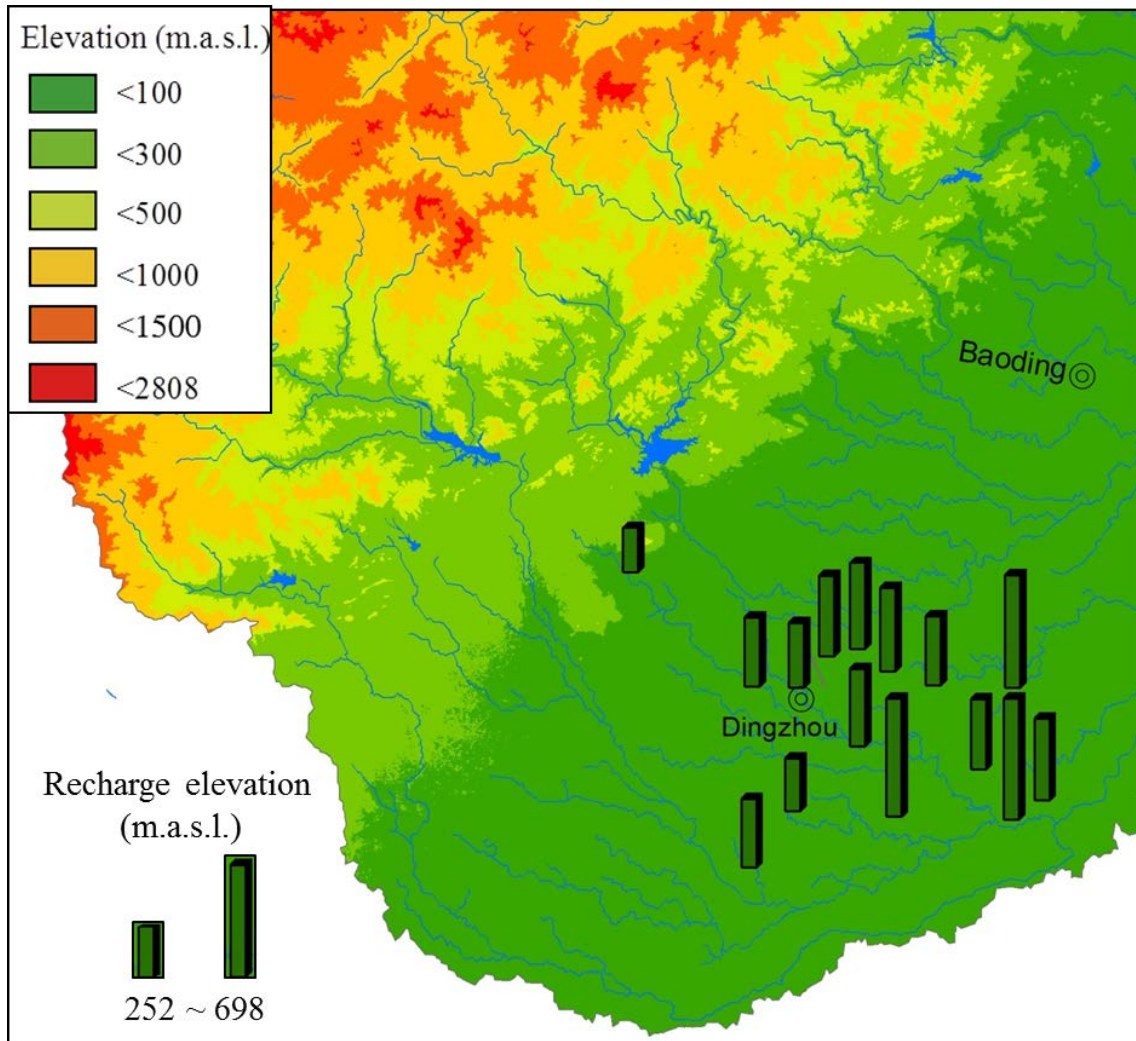 Elevation (m.a.s.l.)
<100
<300
<500
<1000
<1500
<2808
Baoding
Dingzhou
Recharge elevation
(m.a.s.l.)
252 ~ 698